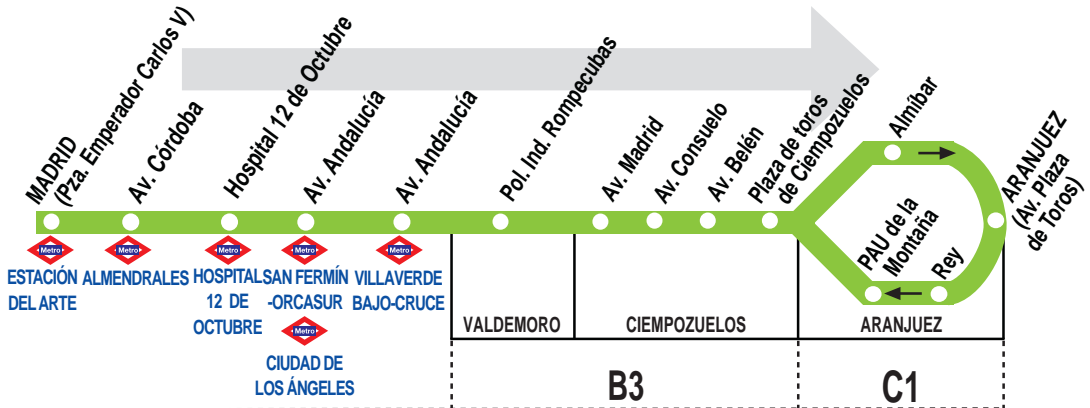 MADRID
(Pza. Emperador Carlos V)
Av. Córdoba
Hospital 12 de Octubre
Av. Andalucía
Av. Andalucía
Pol. Ind. Rompecubas
Av. Madrid
Av. Consuelo
Av. Belén
Plaza de toros
de Ciempozuelos
Almíbar
ARANJUEZ
(Av. Plaza
de Toros)
Rey
PAU de la
Montaña
Metro
Metro
Metro
Metro
Metro
ESTACIÓN
DEL ARTE
ALMENDRALES
HOSPITAL
12 DE
OCTUBRE
SAN FERMÍN
-ORCASUR
Metro
CIUDAD DE
LOS ÁNGELES
VILLAVERDE
BAJO-CRUCE
VALDEMORO
CIEMPOZUELOS
ARANJUEZ
B3
C1